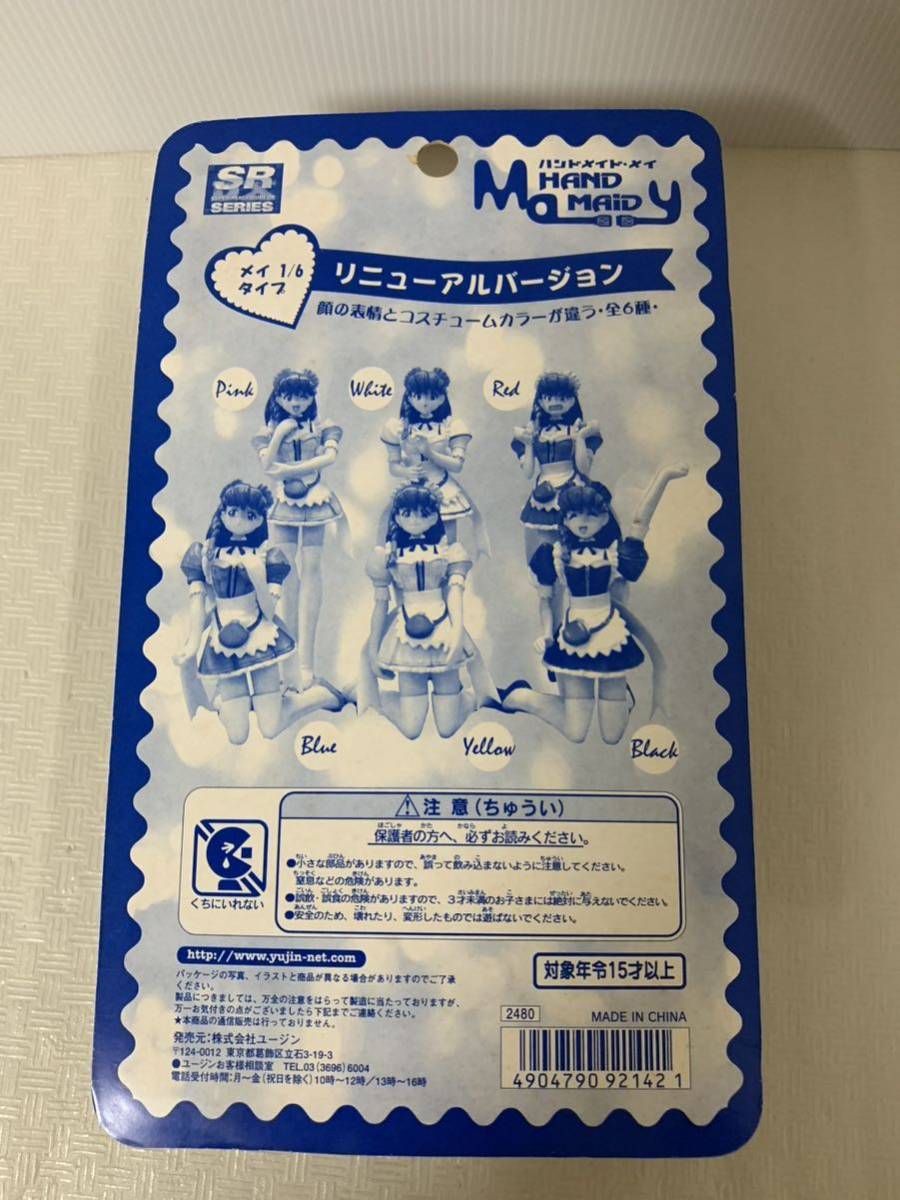 SR
SERIES
ハンドメイド・メイ
HAND
MAID
May
メイ 1/6
タイプ
リニューアルバージョン
顔の表情とコスチュームカラーが違う・全6種・
Pink
White
Red
Blue
Yellow
Black
くちにいれない
⚠注意(ちゅうい)
保護者の方へ、必ずお読みください。
●小さな部品がありますので、誤って飲み込まないように注意してください。
窒息などの危険があります。
●誤飲・誤食の危険がありますので、3才未満のお子さまには絶対に与えないでください。
●安全のため、壊れたり、変形したものでは遊ばないでください。
http://www.yujin-net.com
パッケージの写真、イラストと商品が異なる場合がありますのでご了承
ください。
製品につきましては、万全の注意をはらって製造に当たっておりますが、
万一お気付きの点がございましたら下記までご連絡ください。
★本商品の通信販売は行っておりません。
発売元:株式会社ユージン
〒124-0012 東京都葛飾区立石3-19-3
●ユージンお客様相談室 TEL.03(3696)6004
電話受付時間:月〜金(祝日を除く)10時〜12時/13時〜16時
対象年令15才以上
2480
MADE IN CHINA
4904790921421